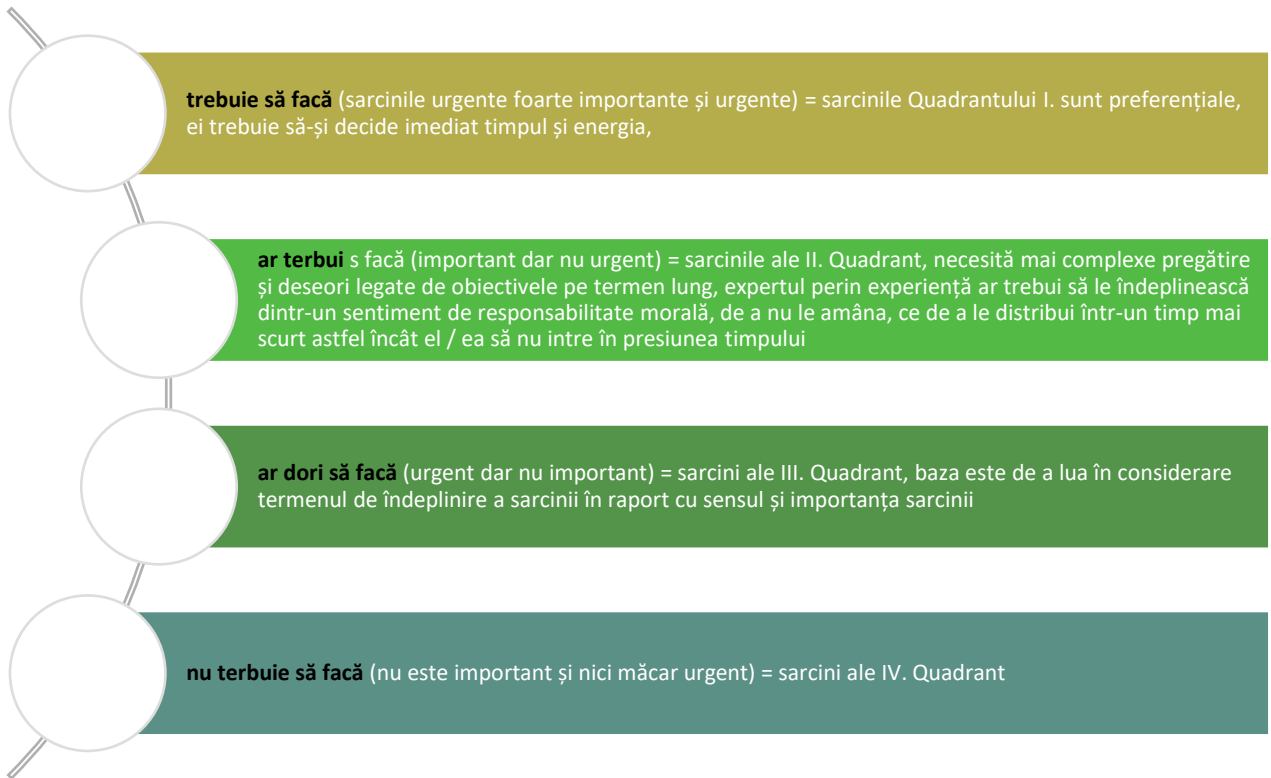 trebuie să facă (sarcinile urgente foarte importante și urgente) = sarcinile Quadrantului I. sunt preferențiale,
ei trebuie să-și decide imediat timpul și energia,
ar terbui s facă (important dar nu urgent) = sarcinile ale II. Quadrant, necesită mai complexe pregătire
și deseori legate de obiectivele pe termen lung, expertul perin experiență ar trebui să le îndeplinească
dintr-un sentiment de responsabilitate morală, de a nu le amâna, ce de a le distribui într-un timp mai
scurt astfel încât el / ea să nu intre în presiunea timpului
ar dori să facă (urgent dar nu important) = sarcini ale III. Quadrant, baza este de a lua în considerare
termenul de îndeplinire a sarcinii în raport cu sensul și importanța sarcinii
nu terbuie să facă (nu este important și nici măcar urgent) = sarcini ale IV. Quadrant